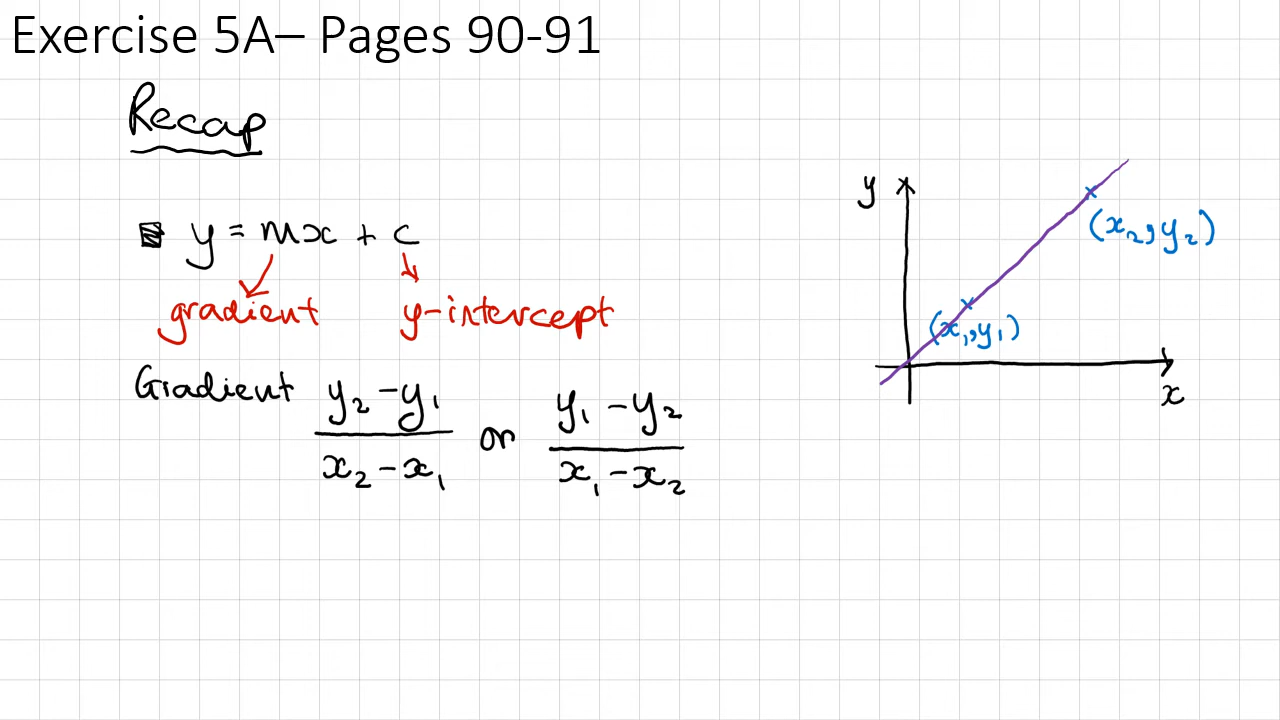 Exercise 5A– Pages 90-91
Recap
y = mx + c
gradient y-intercept
Gradient y₂ - y₁ / x₂ - x₁ or y₁ - y₂ / x₁ - x₂
y
(x₂, y₂)
(x₁, y₁)
x